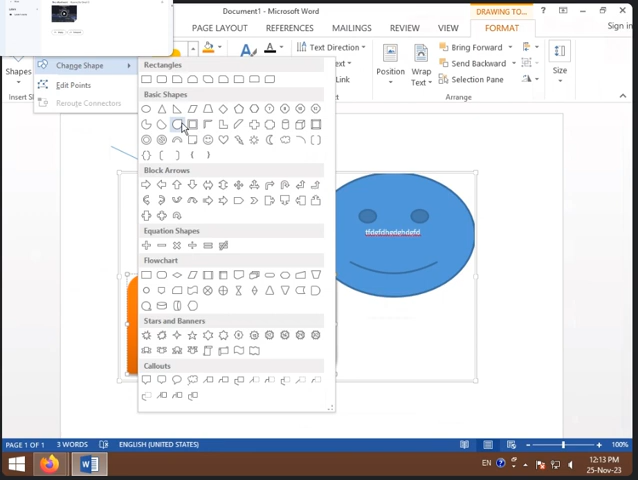 Document1 - Microsoft Word
DRAWING TO...
PAGE LAYOUT REFERENCES MAILINGS REVIEW VIEW FORMAT Sign in
Shapes
Change Shape
Edit Points
Reroute Connectors
Text Direction
Position
Wrap Text
Bring Forward
Send Backward
Selection Pane
Size
Insert Sh
Rectangles
Basic Shapes
Block Arrows
Equation Shapes
Flowchart
Stars and Banners
Callouts
PAGE 1 OF 1 3 WORDS ENGLISH (UNITED STATES) 100%
EN 12:13 PM
25-Nov-23